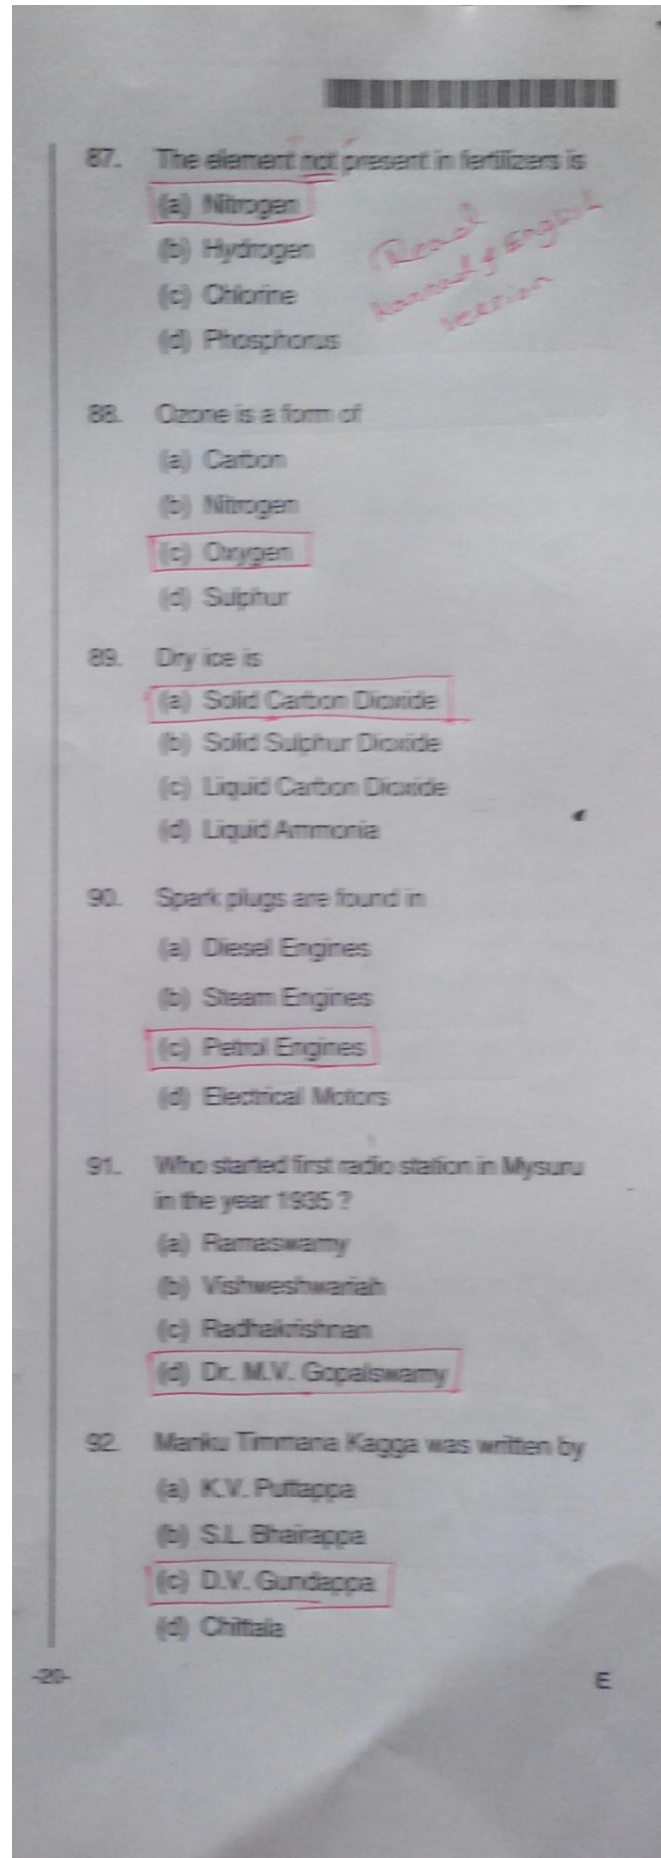 87. The element not present in fertilizers is
(a) Nitrogen
(b) Hydrogen
(c) Chlorine
(d) Phosphorus
Read
Kannad & English
version
88. Ozone is a form of
(a) Carbon
(b) Nitrogen
(c) Oxygen
(d) Sulphur
89. Dry ice is
(a) Solid Carbon Dioxide
(b) Solid Sulphur Dioxide
(c) Liquid Carbon Dioxide
(d) Liquid Ammonia
90. Spark plugs are found in
(a) Diesel Engines
(b) Steam Engines
(c) Petrol Engines
(d) Electrical Motors
91. Who started first radio station in Mysuru
in the year 1935 ?
(a) Ramaswamy
(b) Vishweshwariah
(c) Radhakrishnan
(d) Dr. M.V. Gopalswamy
92. Manku Timmana Kagga was written by
(a) K.V. Puttappa
(b) S.L. Bhairappa
(c) D.V. Gundappa
(d) Chittala
-20-
E